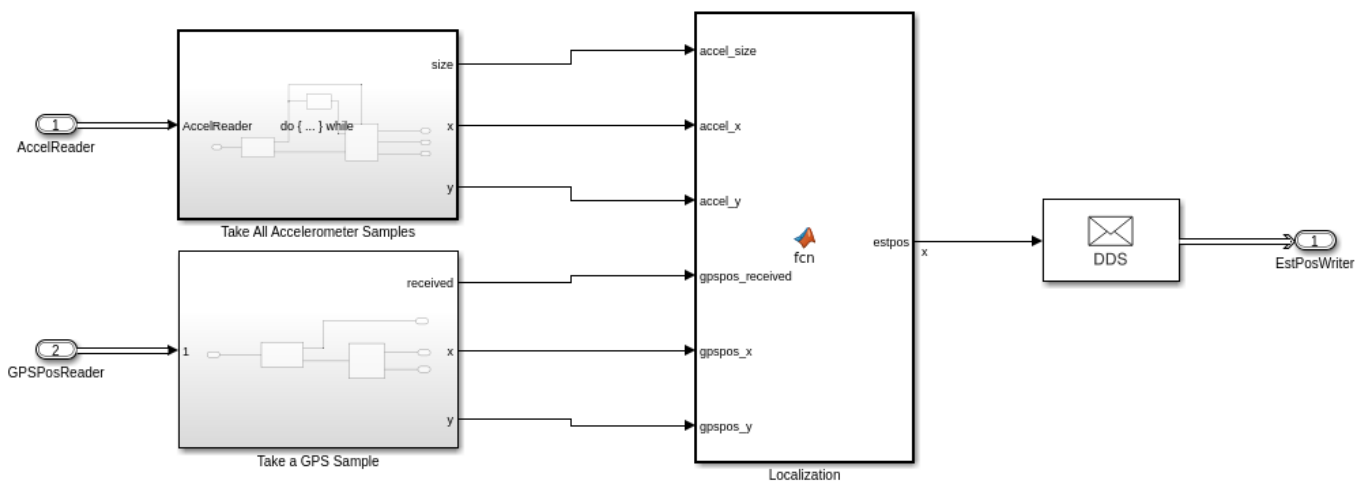 size
accel_size
1
AccelReader
AccelReader
do { ... } while
x
accel_x
y
accel_y
Take All Accelerometer Samples
estpos
x
fcn
DDS
1
EstPosWriter
received
gpspos_received
2
GPSPosReader
1
x
gpspos_x
y
gpspos_y
Take a GPS Sample
Localization